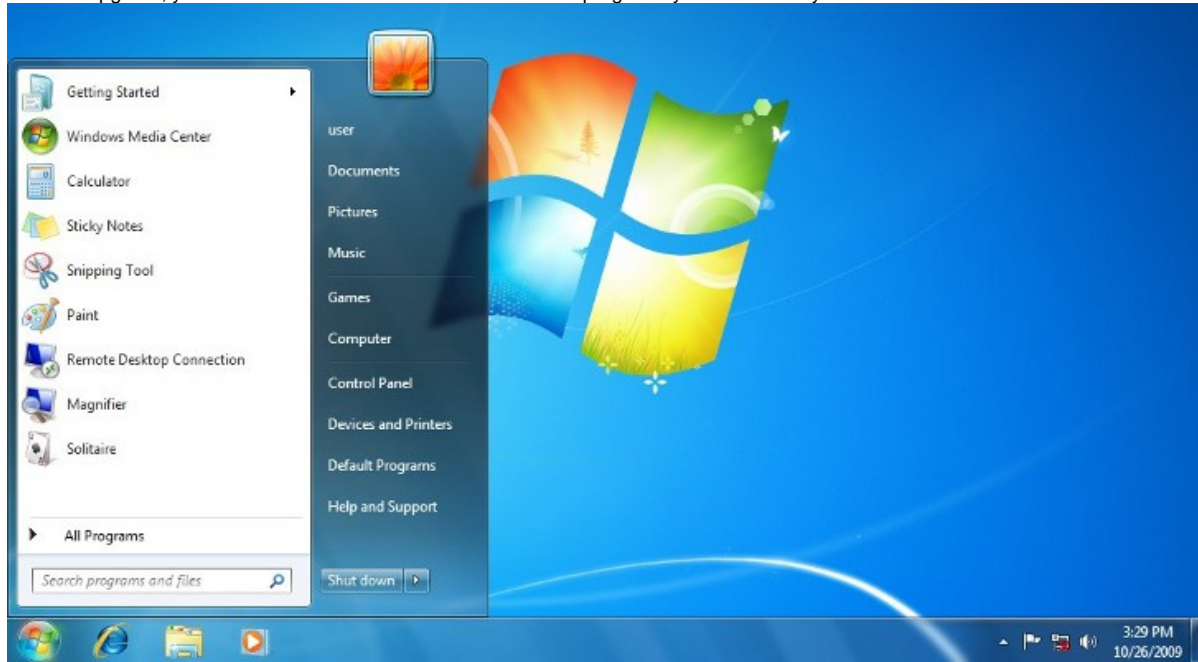 Getting Started
Windows Media Center
Calculator
Sticky Notes
Snipping Tool
Paint
Remote Desktop Connection
Magnifier
Solitaire
All Programs
Search programs and files
user
Documents
Pictures
Music
Games
Computer
Control Panel
Devices and Printers
Default Programs
Help and Support
Shut down
3:29 PM
10/26/2009